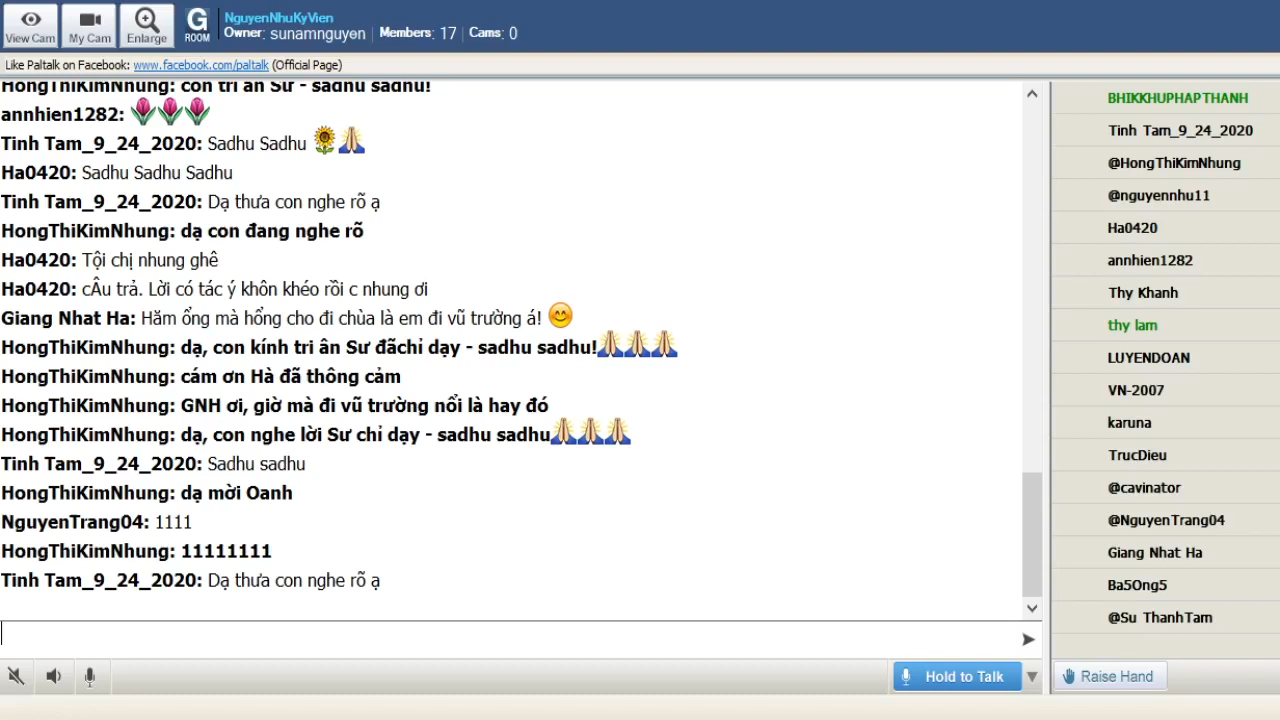 View Cam
My Cam
Enlarge
G
ROOM
NguyenNhuKyVien
Owner: sunamnguyen | Members: 17 | Cams: 0
Like Paltalk on Facebook: www.facebook.com/paltalk (Official Page)
HongThiKimNhung: con tri ân Sư - sadhu sadhu!
annhien1282:
Tinh Tam_9_24_2020: Sadhu Sadhu
Ha0420: Sadhu Sadhu Sadhu
Tinh Tam_9_24_2020: Dạ thưa con nghe rõ ạ
HongThiKimNhung: dạ con đang nghe rõ
Ha0420: Tội chị nhung ghê
Ha0420: cÂu trả. Lời có tác ý khôn khéo rồi c nhung ơi
Giang Nhat Ha: Hăm ổng mà hổng cho đi chùa là em đi vũ trường á!
HongThiKimNhung: dạ, con kính tri ân Sư đãchỉ dạy - sadhu sadhu!
HongThiKimNhung: cám ơn Hà đã thông cảm
HongThiKimNhung: GNH ơi, giờ mà đi vũ trường nổi là hay đó
HongThiKimNhung: dạ, con nghe lời Sư chỉ dạy - sadhu sadhu
Tinh Tam_9_24_2020: Sadhu sadhu
HongThiKimNhung: dạ mời Oanh
NguyenTrang04: 1111
HongThiKimNhung: 11111111
Tinh Tam_9_24_2020: Dạ thưa con nghe rõ ạ
Hold to Talk
BHIKKHUPHAPTHANH
Tinh Tam_9_24_2020
@HongThiKimNhung
@nguyennhu11
Ha0420
annhien1282
Thy Khanh
thy lam
LUYENDOAN
VN-2007
karuna
TrucDieu
@cavinator
@NguyenTrang04
Giang Nhat Ha
Ba5Ong5
@Su ThanhTam
Raise Hand